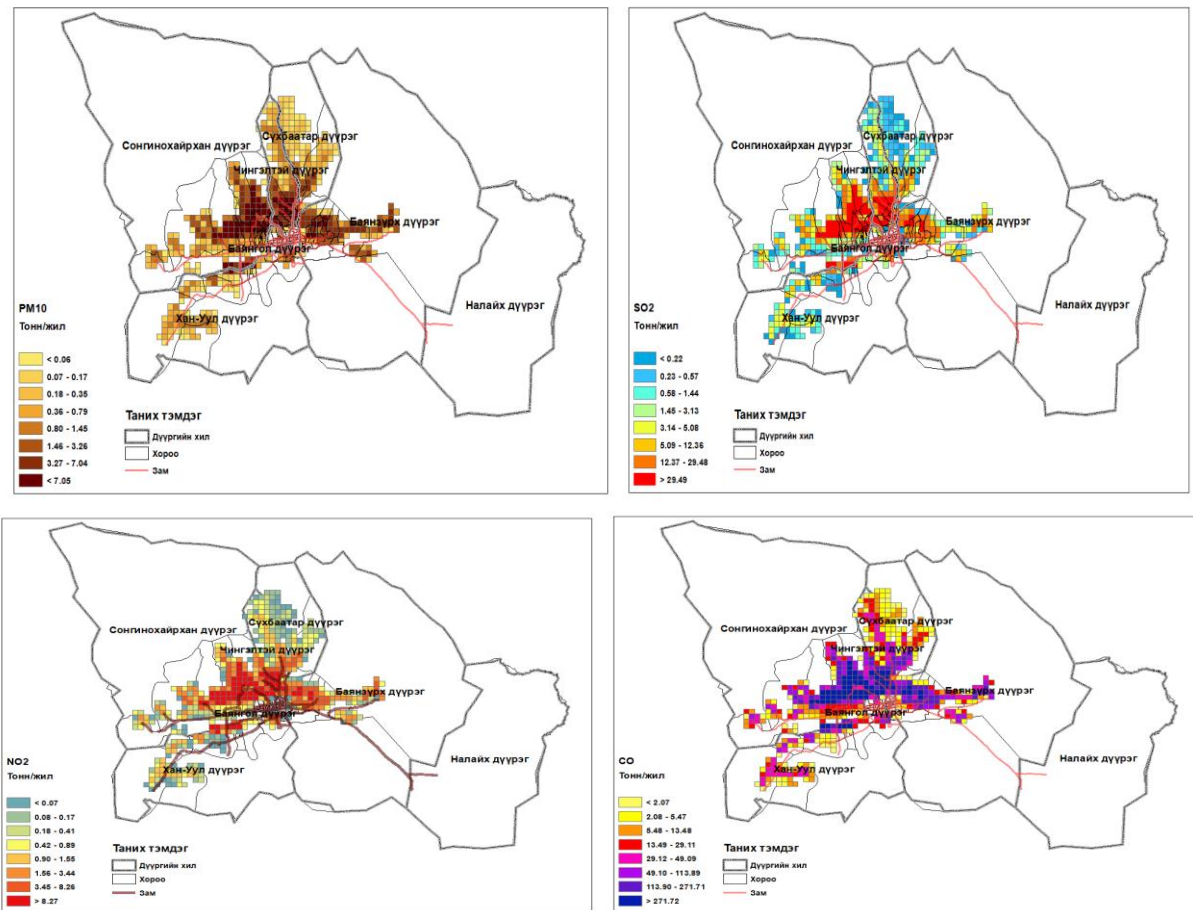 Сонгинохайрхан дүүрэг
Сүхбаатар дүүрэг
Чингэлтэй дүүрэг
Баянзүрх дүүрэг
Баянгол дүүрэг
Налайх дүүрэг
Хан-Уул дүүрэг
PM10
Тонн/жил
< 0.06
0.07 - 0.17
0.18 - 0.35
0.36 - 0.79
0.80 - 1.45
1.46 - 3.26
3.27 - 7.04
< 7.05
Таних тэмдэг
Дүүргийн хил
Хороо
Зам
Сонгинохайрхан дүүрэг
Сүхбаатар дүүрэг
Чингэлтэй дүүрэг
Баянзүрх дүүрэг
Баянгол дүүрэг
Налайх дүүрэг
Хан-Уул дүүрэг
SO2
Тонн/жил
< 0.22
0.23 - 0.57
0.58 - 1.44
1.45 - 3.13
3.14 - 5.08
5.09 - 12.36
12.37 - 29.48
> 29.49
Таних тэмдэг
Дүүргийн хил
Хороо
Зам
Сонгинохайрхан дүүрэг
Сүхбаатар дүүрэг
Чингэлтэй дүүрэг
Баянзүрх дүүрэг
Баянгол дүүрэг
Налайх дүүрэг
Хан-Уул дүүрэг
NO2
Тонн/жил
< 0.07
0.08 - 0.17
0.18 - 0.41
0.42 - 0.89
0.90 - 1.55
1.56 - 3.44
3.45 - 8.26
> 8.27
Таних тэмдэг
Дүүргийн хил
Хороо
Зам
Сонгинохайрхан дүүрэг
Сүхбаатар дүүрэг
Чингэлтэй дүүрэг
Баянзүрх дүүрэг
Баянгол дүүрэг
Налайх дүүрэг
Хан-Уул дүүрэг
CO
Тонн/жил
< 2.07
2.08 - 5.47
5.48 - 13.48
13.49 - 29.11
29.12 - 49.09
49.10 - 113.89
113.90 - 271.71
> 271.72
Таних тэмдэг
Дүүргийн хил
Хороо
Зам